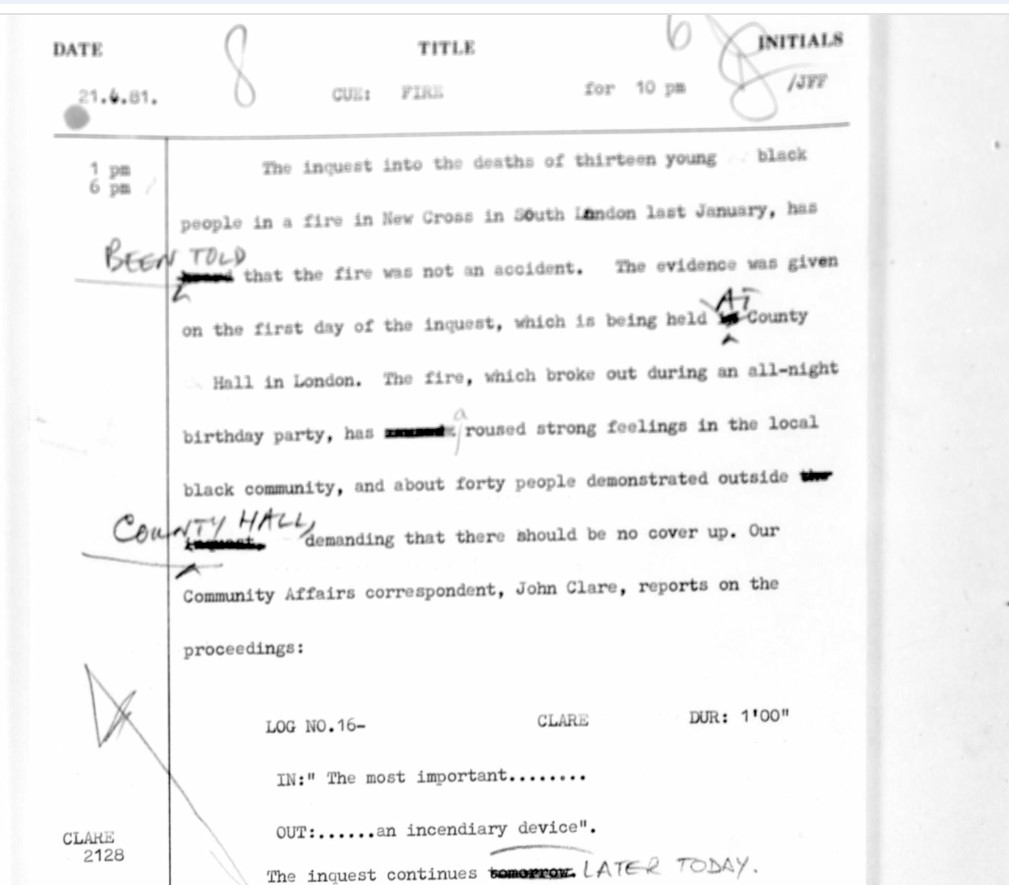 DATE TITLE INITIALS
8 6 8
21.4.81. CUE: FIRE for 10 pm /JFF
1 pm The inquest into the deaths of thirteen young black
6 pm
people in a fire in New Cross in South London last January, has
BEEN TOLD
that the fire was not an accident. The evidence was given
AT
on the first day of the inquest, which is being held County
Hall in London. The fire, which broke out during an all-night
birthday party, has a roused strong feelings in the local
black community, and about forty people demonstrated outside the
COUNTY HALL,
inquest. demanding that there should be no cover up. Our
Community Affairs correspondent, John Clare, reports on the
proceedings:
LOG NO.16- CLARE DUR: 1'00"
IN:" The most important........
OUT:......an incendiary device".
CLARE
2128
The inquest continues tomorrow. LATER TODAY.